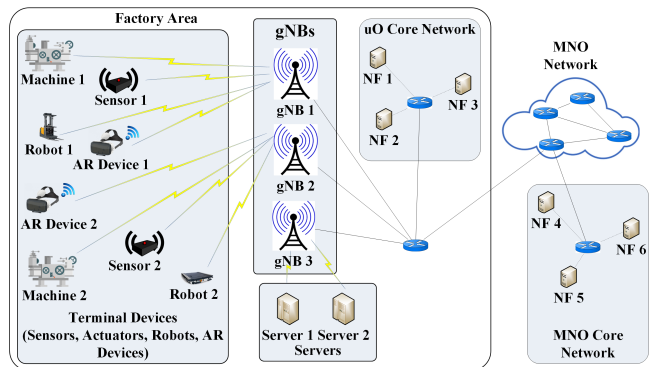 Factory Area
gNBs
uO Core Network
MNO
Network
Machine 1
Sensor 1
Robot 1
AR Device 1
AR Device 2
Sensor 2
Machine 2
Robot 2
Terminal Devices
(Sensors, Actuators, Robots, AR
Devices)
gNB 1
gNB 2
gNB 3
Server 1 Server 2
Servers
NF 1
NF 3
NF 2
NF 4
NF 6
NF 5
MNO Core
Network